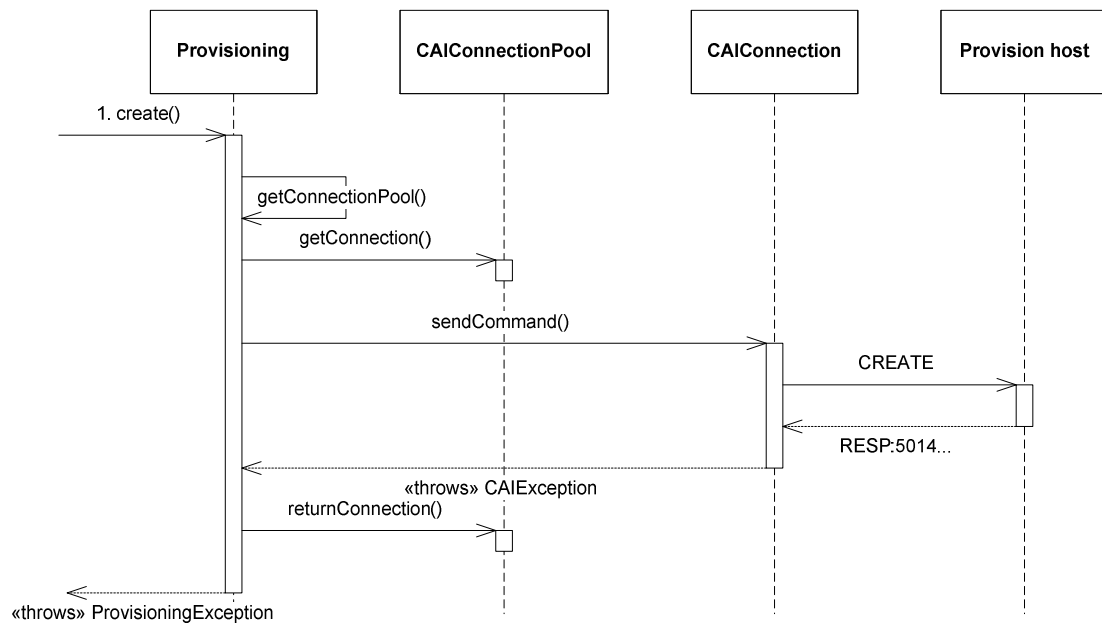 Provisioning
CAIConnectionPool
CAIConnection
Provision host
1. create()
getConnectionPool()
getConnection()
sendCommand()
CREATE
RESP:5014...
«throws» CAIException
returnConnection()
«throws» ProvisioningException